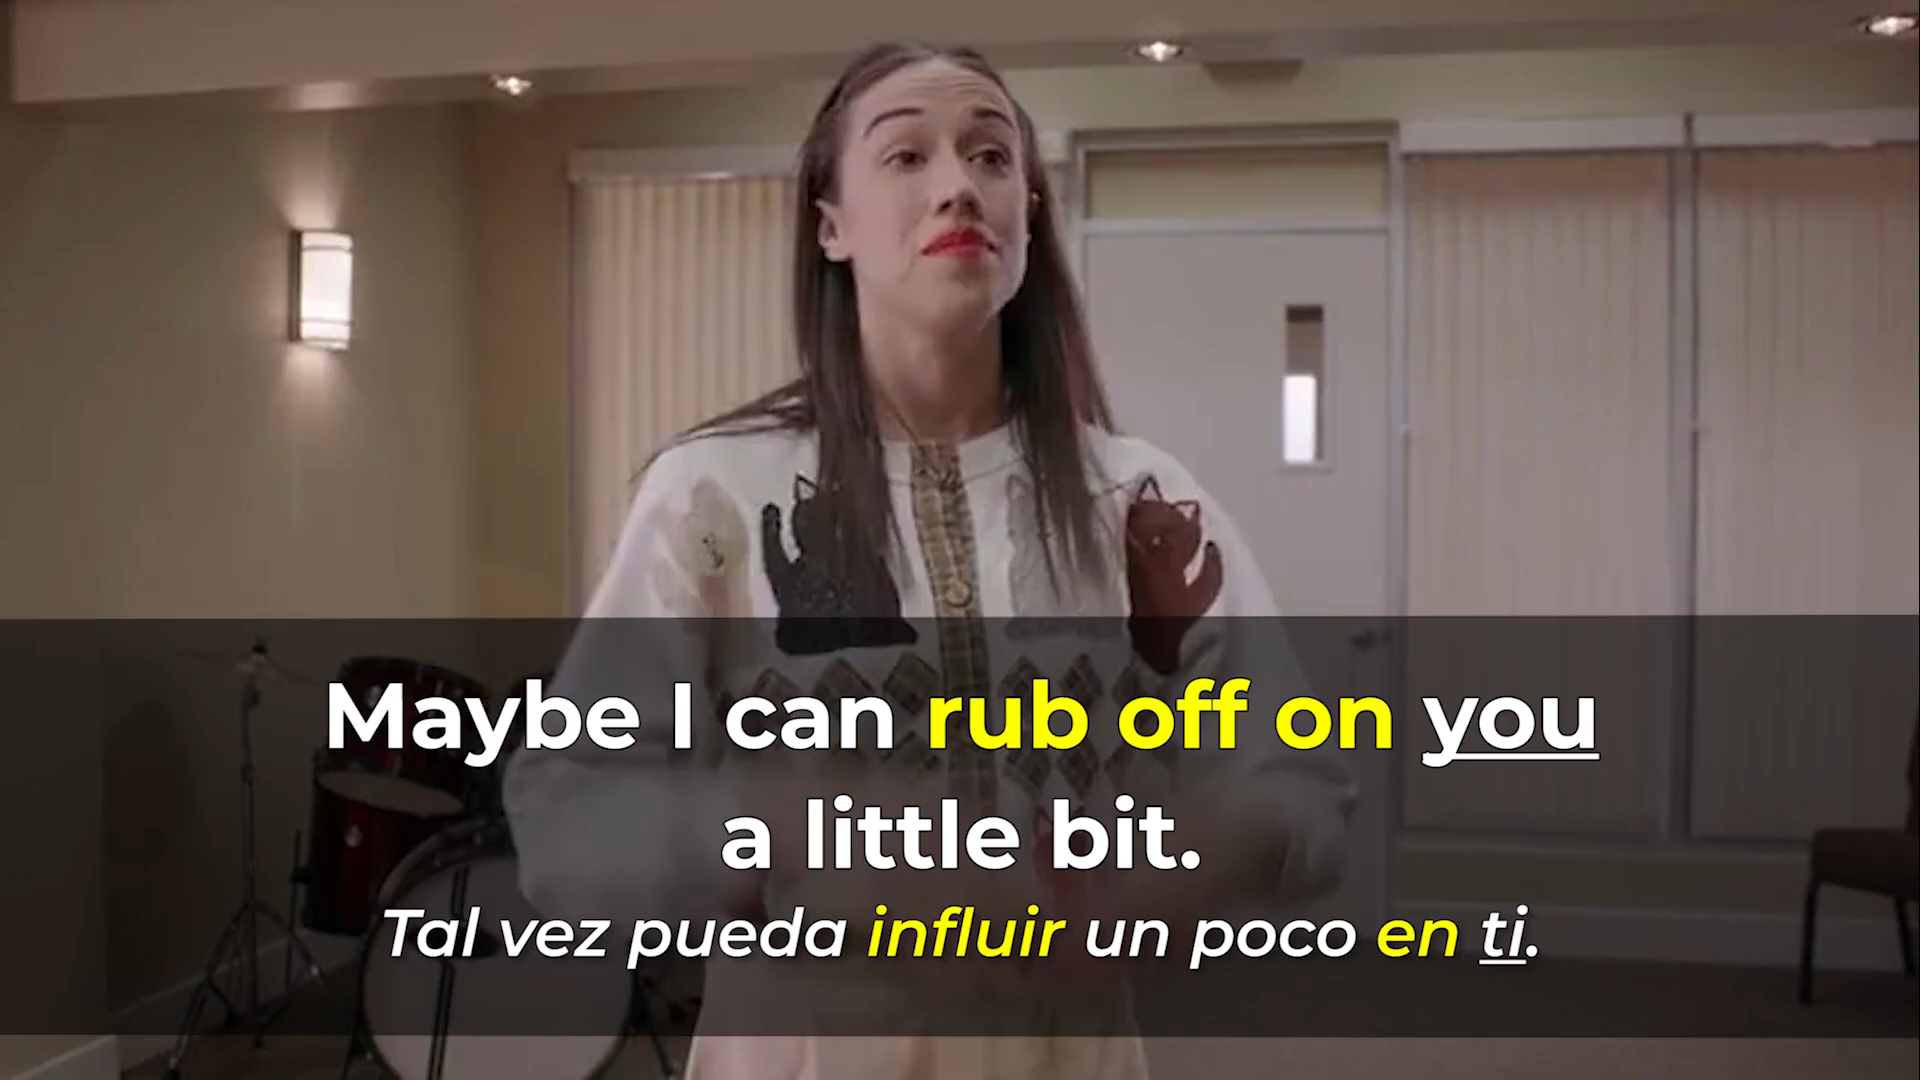 Maybe I can rub off on you
a little bit.
Tal vez pueda influir un poco en ti.